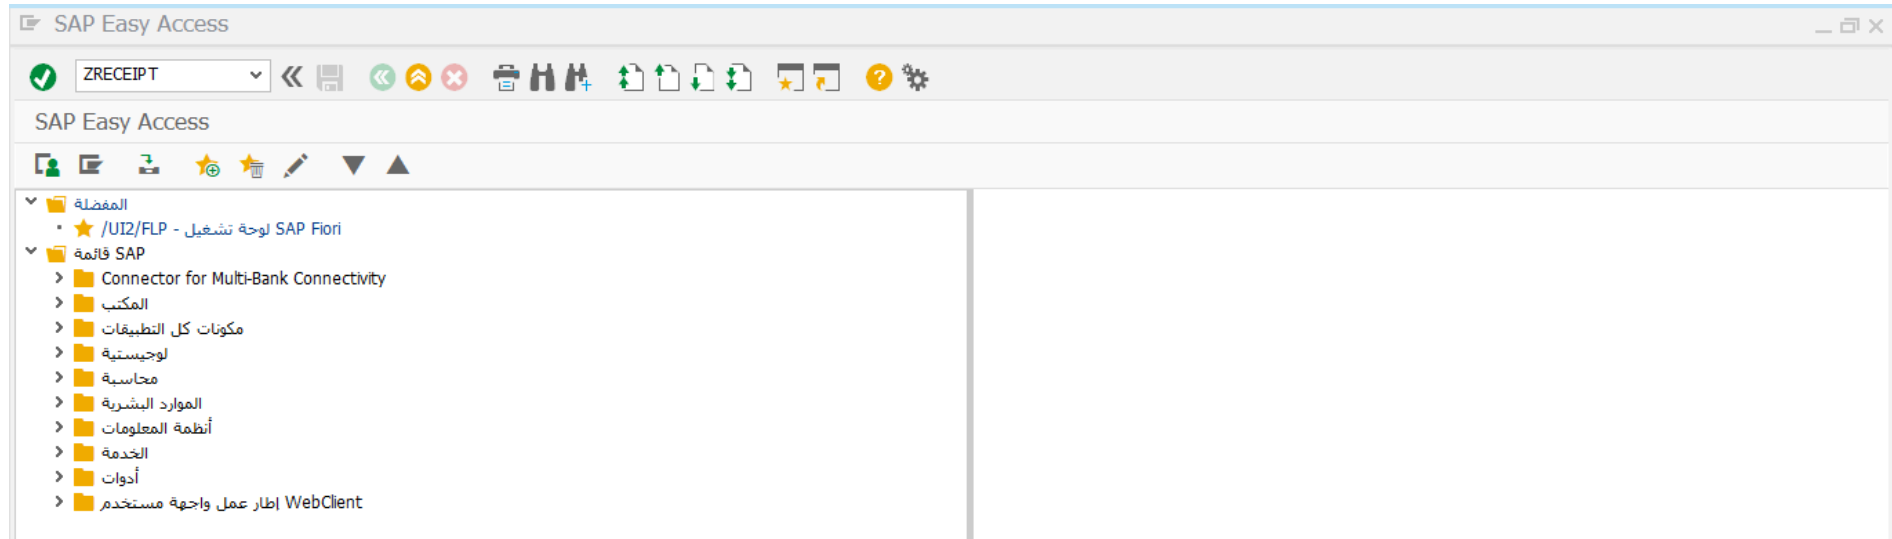 SAP Easy Access
ZRECEIPT
SAP Easy Access
المفضلة
/UI2/FLP - لوحة تشغيل SAP Fiori
قائمة SAP
Connector for Multi-Bank Connectivity
المكتب
مكونات كل التطبيقات
لوجيستية
محاسبة
الموارد البشرية
أنظمة المعلومات
الخدمة
أدوات
إطار عمل واجهة مستخدم WebClient